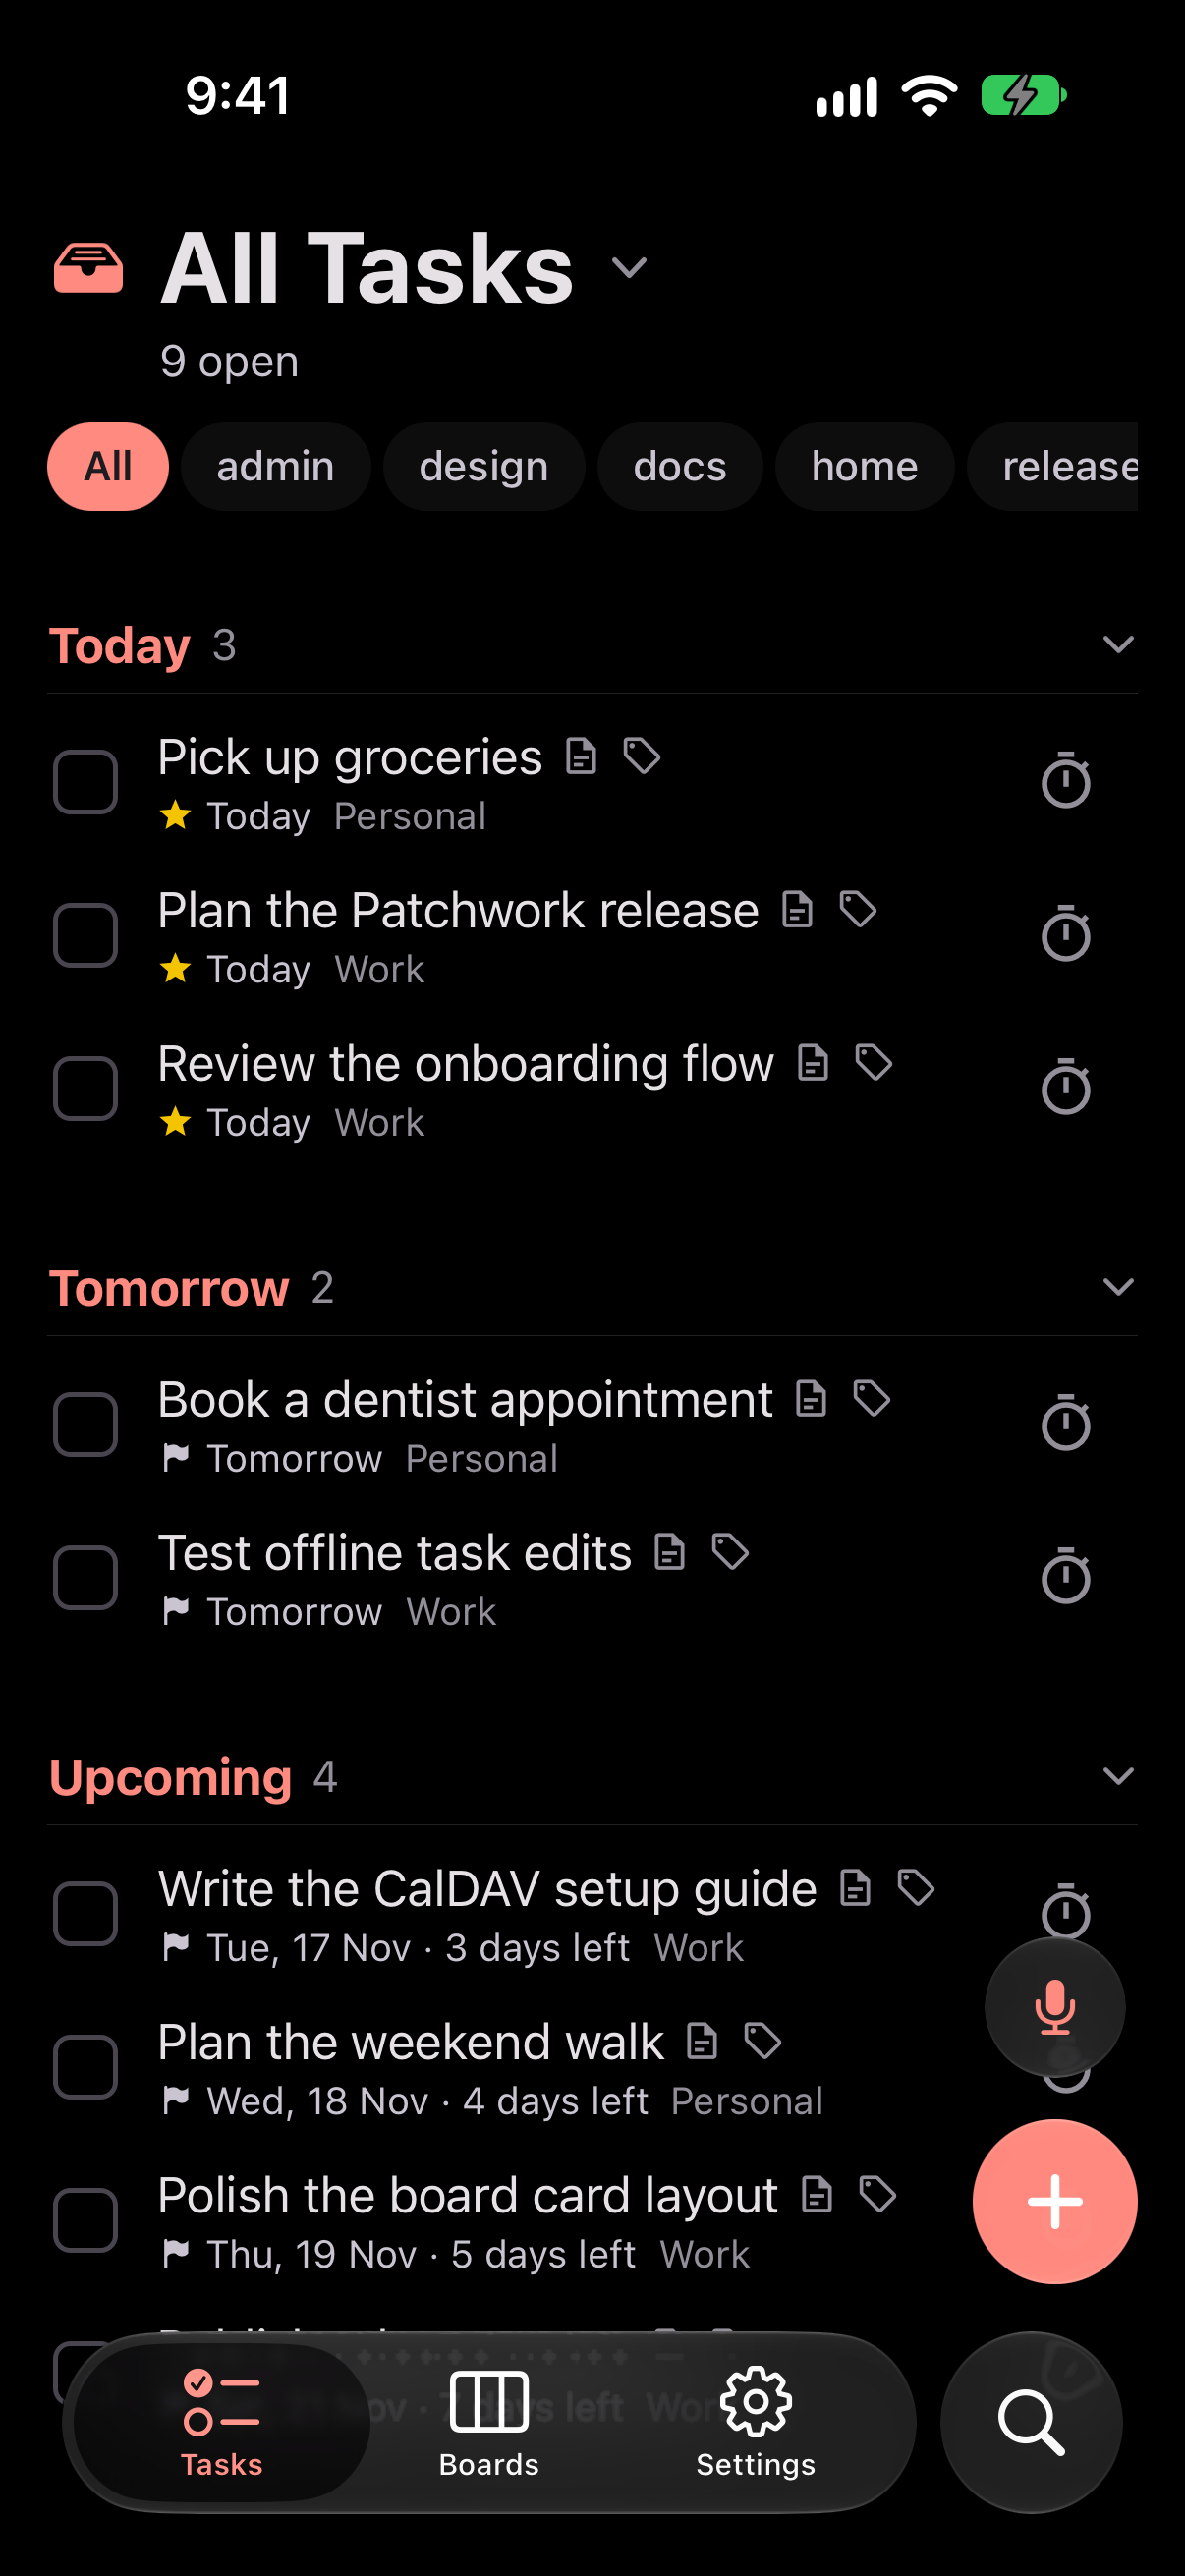 9:41
All Tasks
9 open
All admin design docs home release
Today 3
Pick up groceries
Today Personal
Plan the Patchwork release
Today Work
Review the onboarding flow
Today Work
Tomorrow 2
Book a dentist appointment
Tomorrow Personal
Test offline task edits
Tomorrow Work
Upcoming 4
Write the CalDAV setup guide
Tue, 17 Nov · 3 days left Work
Plan the weekend walk
Wed, 18 Nov · 4 days left Personal
Polish the board card layout
Thu, 19 Nov · 5 days left Work
7 days left
Tasks Boards Settings